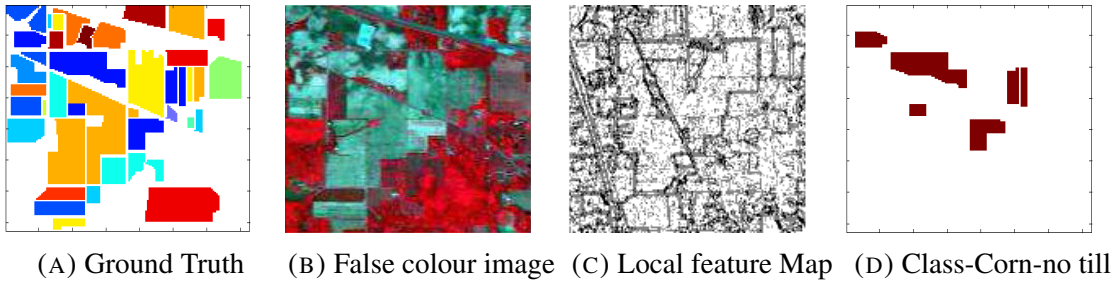 (A) Ground Truth
(B) False colour image
(C) Local feature Map
(D) Class-Corn-no till